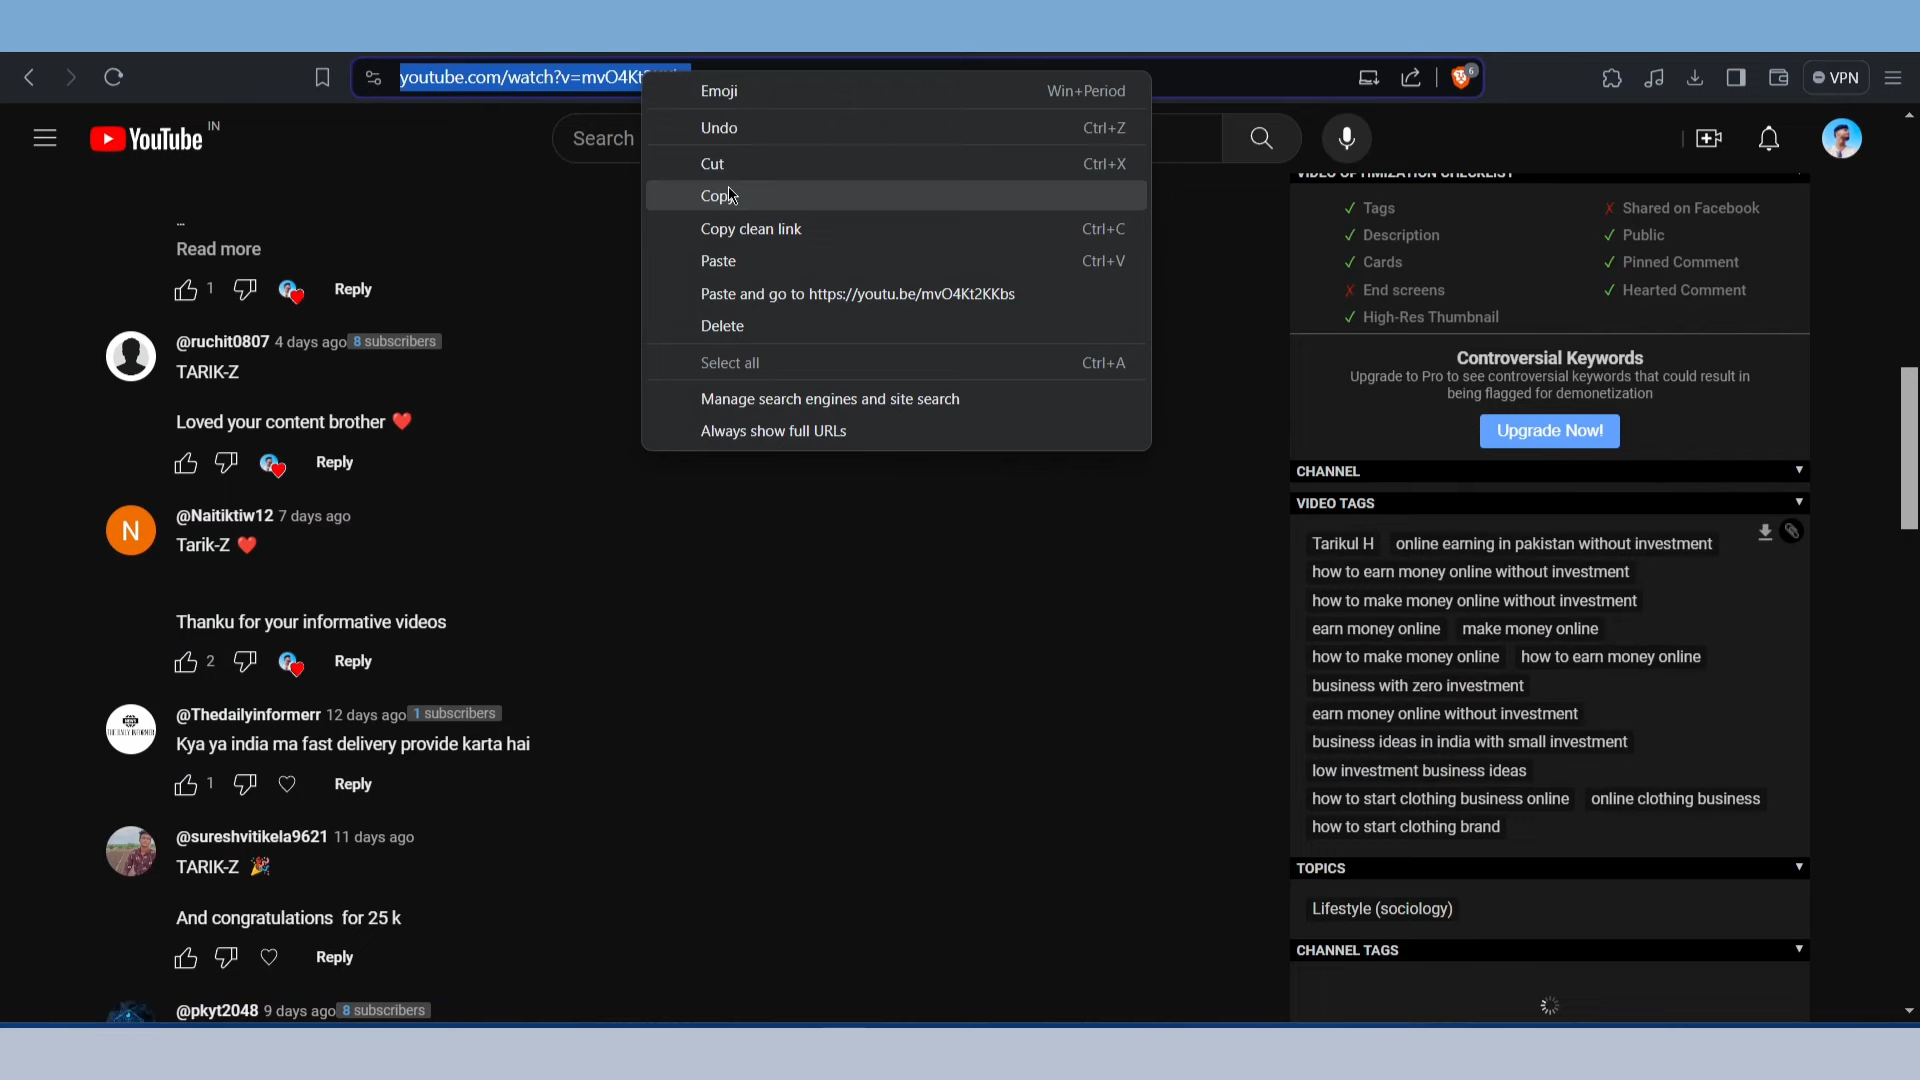 youtube.com/watch?v=mvO4Kt
VPN
YouTube IN
Search
Emoji Win+Period
Undo Ctrl+Z
Cut Ctrl+X
Copy
Copy clean link Ctrl+C
Paste Ctrl+V
Paste and go to https://youtu.be/mvO4Kt2KKbs
Delete
Select all Ctrl+A
Manage search engines and site search
Always show full URLs
...
Read more
1 Reply
@ruchit0807 4 days ago 8 subscribers
TARIK-Z
Loved your content brother ❤️
Reply
@Naitiktiw12 7 days ago
N
Tarik-Z ❤️
Thanku for your informative videos
2 Reply
@Thedailyinformerr 12 days ago 1 subscribers
Kya ya india ma fast delivery provide karta hai
1 Reply
@sureshvitikela9621 11 days ago
TARIK-Z 🎉
And congratulations for 25 k
Reply
@pkyt2048 9 days ago 8 subscribers
VIDEO OPTIMIZATION CHECKLIST
✓ Tags ✗ Shared on Facebook
✓ Description ✓ Public
✓ Cards ✓ Pinned Comment
✗ End screens ✓ Hearted Comment
✓ High-Res Thumbnail
Controversial Keywords
Upgrade to Pro to see controversial keywords that could result in
being flagged for demonetization
Upgrade Now!
CHANNEL
VIDEO TAGS
Tarikul H online earning in pakistan without investment
how to earn money online without investment
how to make money online without investment
earn money online make money online
how to make money online how to earn money online
business with zero investment
earn money online without investment
business ideas in india with small investment
low investment business ideas
how to start clothing business online online clothing business
how to start clothing brand
TOPICS
Lifestyle (sociology)
CHANNEL TAGS